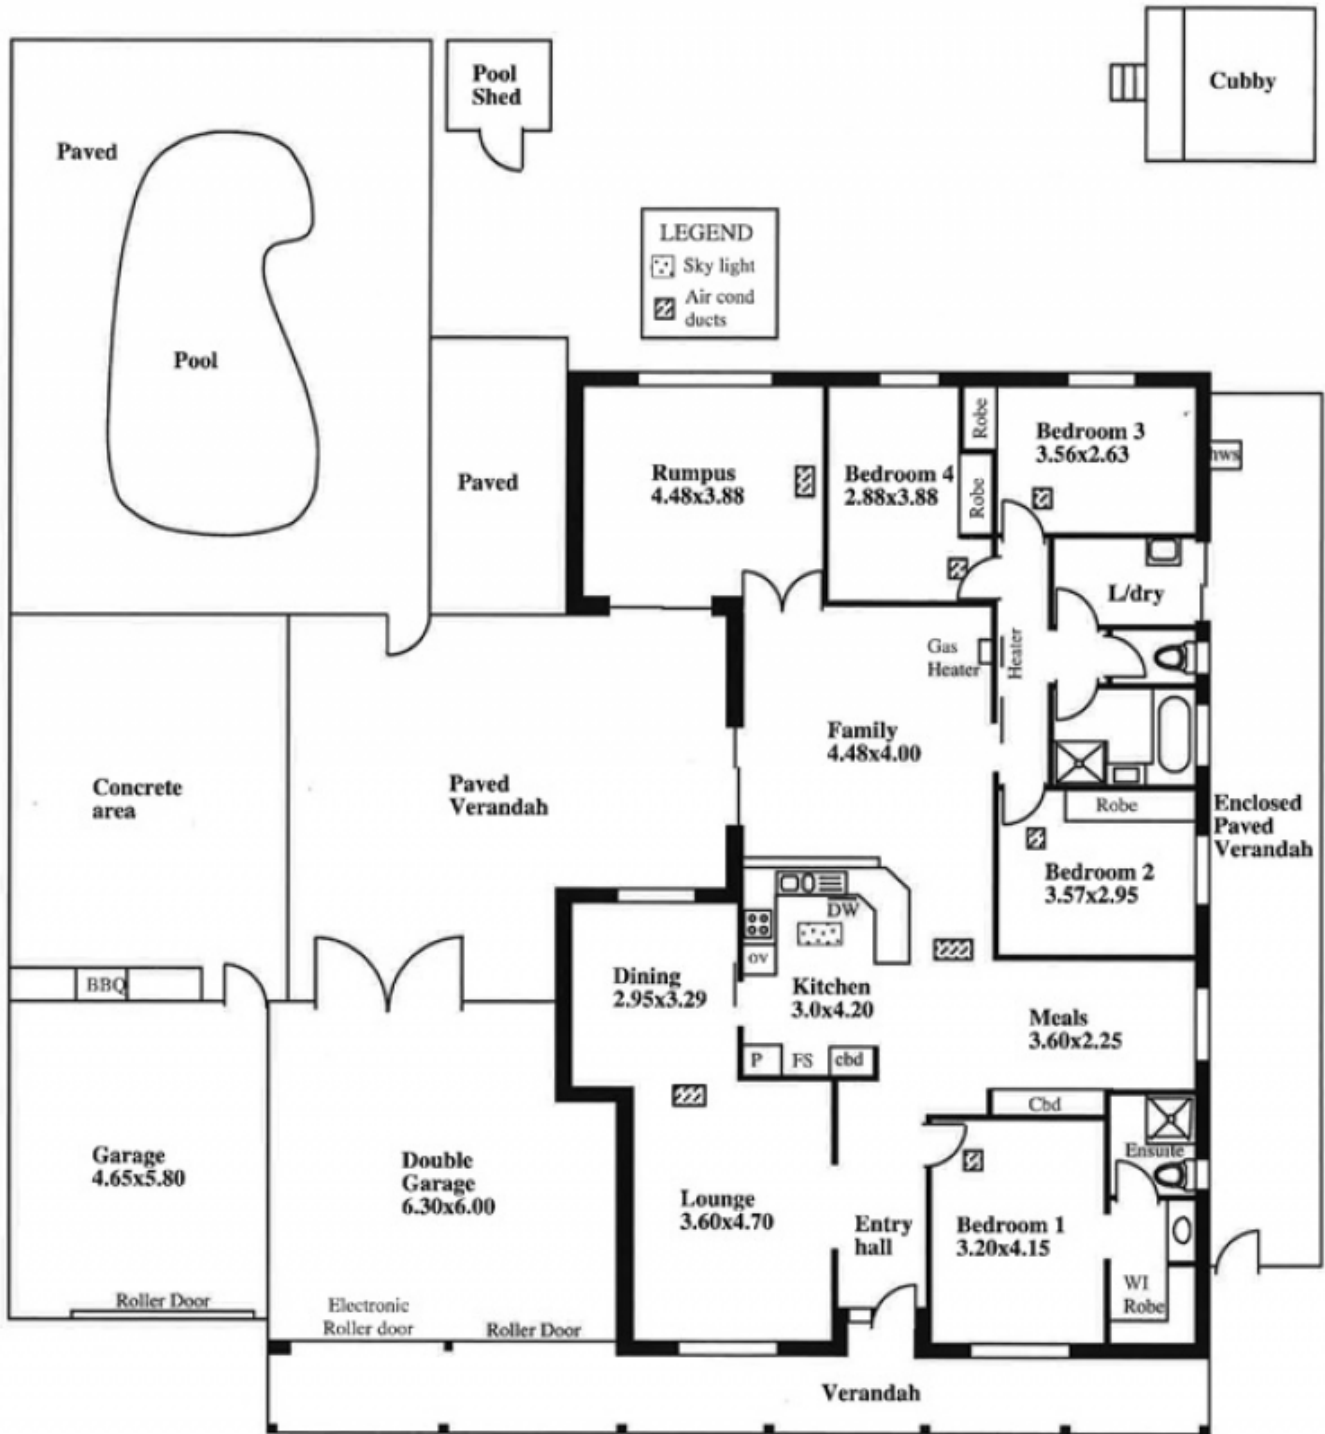 Pool
Shed
Cubby
Paved
LEGEND
Sky light
Air cond
ducts
Pool
Paved
Rumpus
4.48x3.88
Bedroom 4
2.88x3.88
Robe
Robe
Bedroom 3
3.56x2.63
hws
L/dry
Gas
Heater
Heater
Family
4.48x4.00
Concrete
area
Paved
Verandah
Robe
Bedroom 2
3.57x2.95
Enclosed
Paved
Verandah
DW
ov
Kitchen
3.0x4.20
Dining
2.95x3.29
BBQ
Meals
3.60x2.25
P
FS
cbd
Cbd
Ensuite
Garage
4.65x5.80
Double
Garage
6.30x6.00
Lounge
3.60x4.70
Entry
hall
Bedroom 1
3.20x4.15
WI
Robe
Roller Door
Electronic
Roller door
Roller Door
Verandah